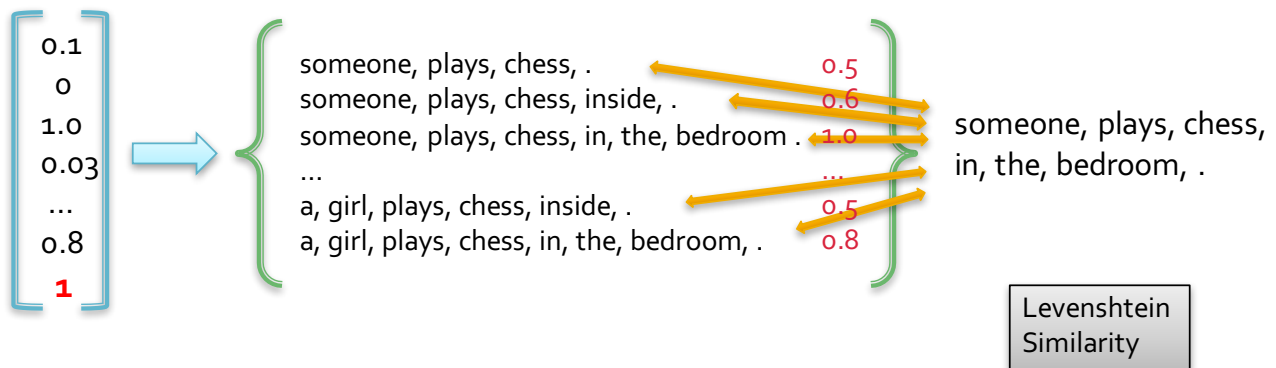 0.1
0
1.0
0.03
...
0.8
1
someone, plays, chess, . 0.5
someone, plays, chess, inside, . 0.6
someone, plays, chess, in, the, bedroom . 1.0
... ...
a, girl, plays, chess, inside, . 0.5
a, girl, plays, chess, in, the, bedroom, . 0.8
someone, plays, chess,
in, the, bedroom, .
Levenshtein
Similarity